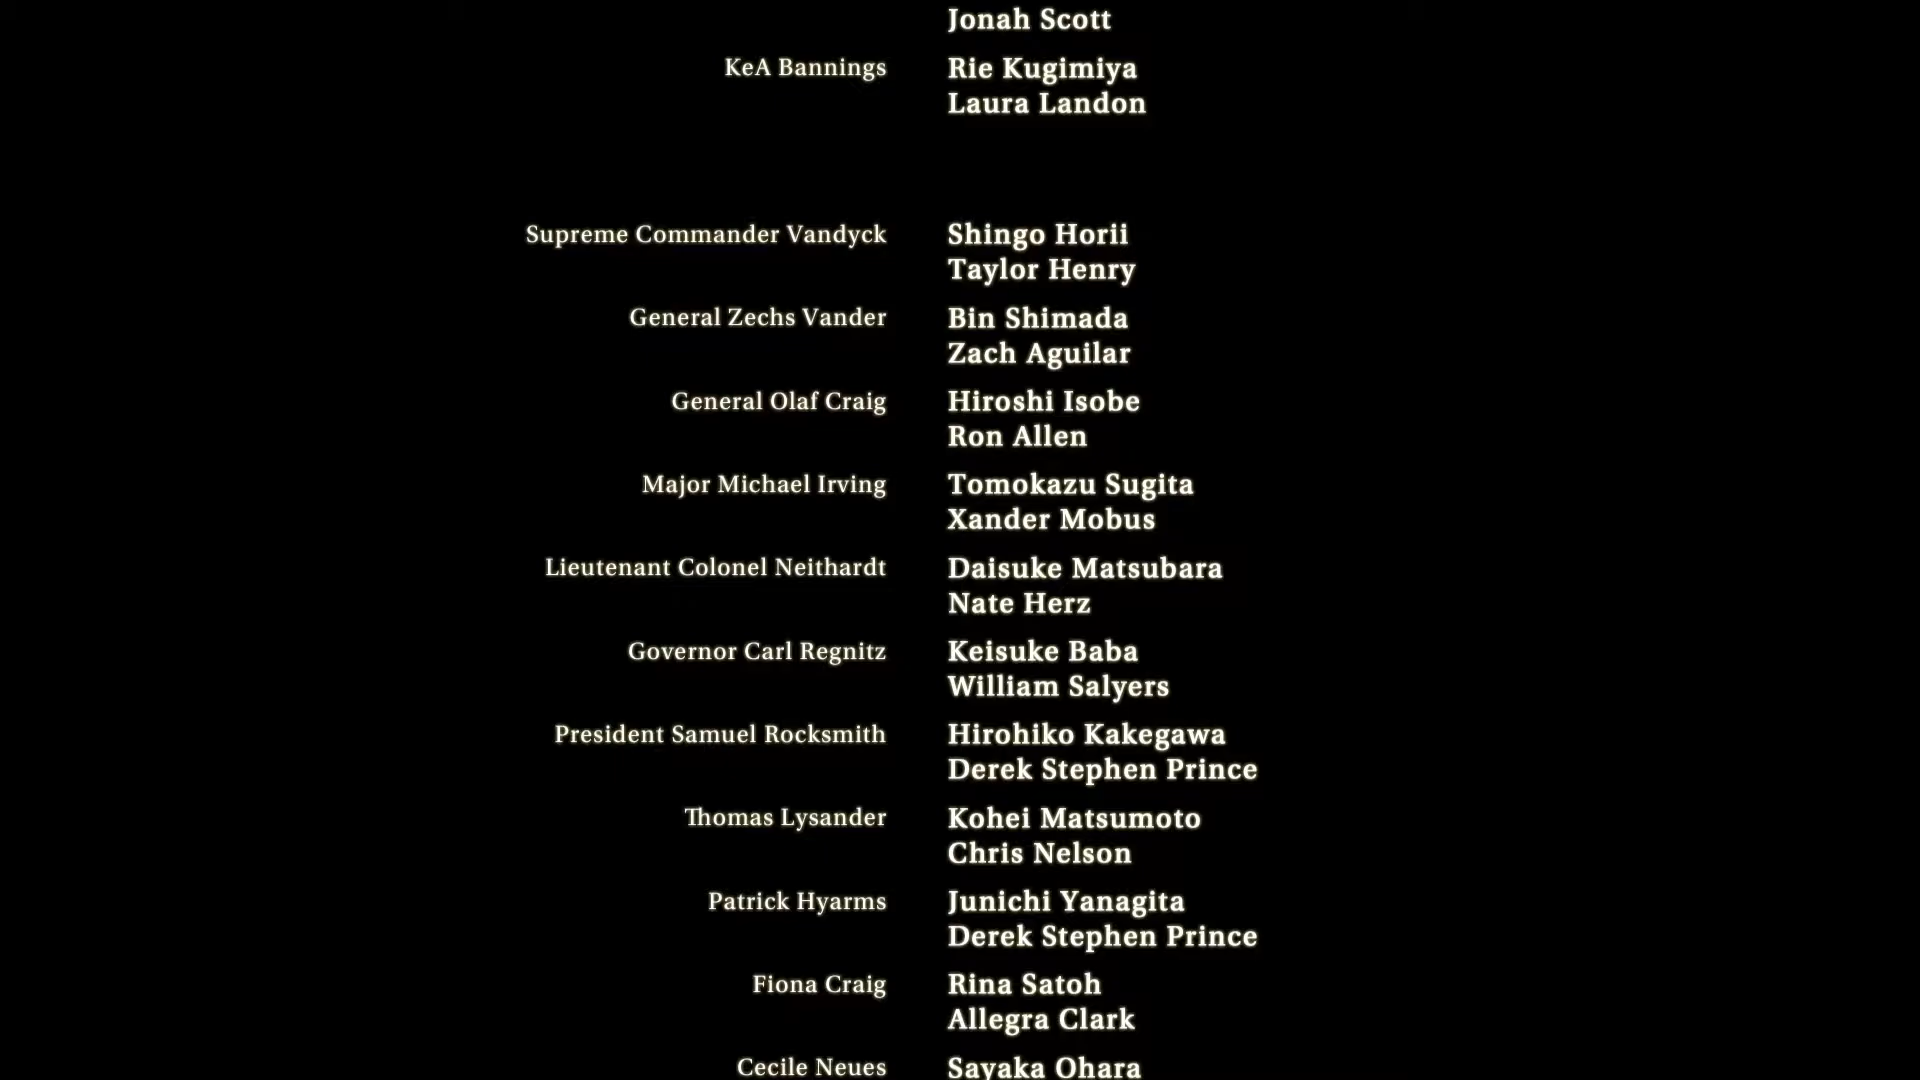 Jonah Scott
KeA Bannings Rie Kugimiya
Laura Landon
Supreme Commander Vandyck Shingo Horii
Taylor Henry
General Zechs Vander Bin Shimada
Zach Aguilar
General Olaf Craig Hiroshi Isobe
Ron Allen
Major Michael Irving Tomokazu Sugita
Xander Mobus
Lieutenant Colonel Neithardt Daisuke Matsubara
Nate Herz
Governor Carl Regnitz Keisuke Baba
William Salyers
President Samuel Rocksmith Hirohiko Kakegawa
Derek Stephen Prince
Thomas Lysander Kohei Matsumoto
Chris Nelson
Patrick Hyarms Junichi Yanagita
Derek Stephen Prince
Fiona Craig Rina Satoh
Allegra Clark
Cecile Neues Sayaka Ohara